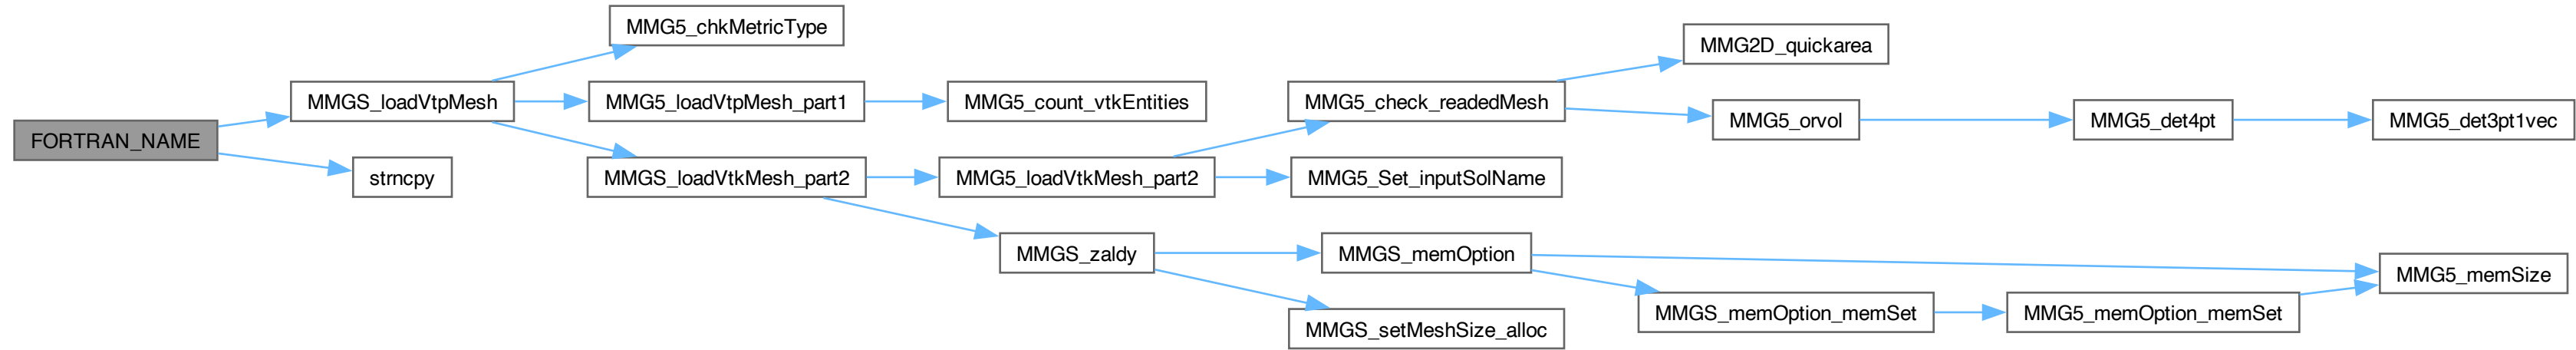 FORTRAN_NAME
MMGS_loadVtpMesh
strncpy
MMG5_chkMetricType
MMG5_loadVtpMesh_part1
MMGS_loadVtkMesh_part2
MMG5_count_vtkEntities
MMG5_loadVtkMesh_part2
MMGS_zaldy
MMG5_check_readedMesh
MMG5_Set_inputSolName
MMGS_memOption
MMGS_setMeshSize_alloc
MMG2D_quickarea
MMG5_orvol
MMGS_memOption_memSet
MMG5_det4pt
MMG5_memOption_memSet
MMG5_det3pt1vec
MMG5_memSize